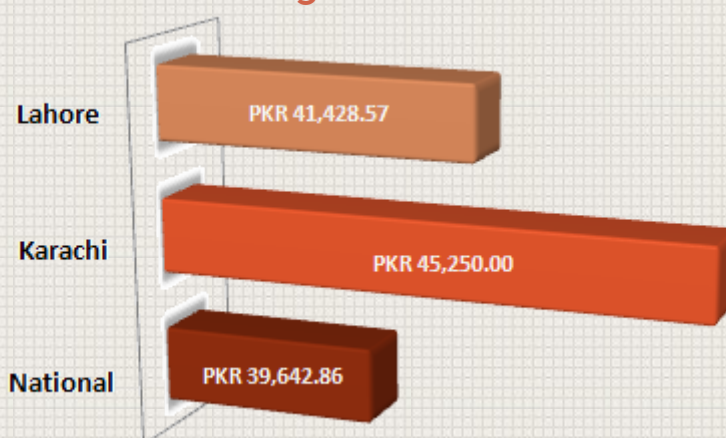 Lahore
PKR 41,428.57
Karachi
PKR 45,250.00
National
PKR 39,642.86